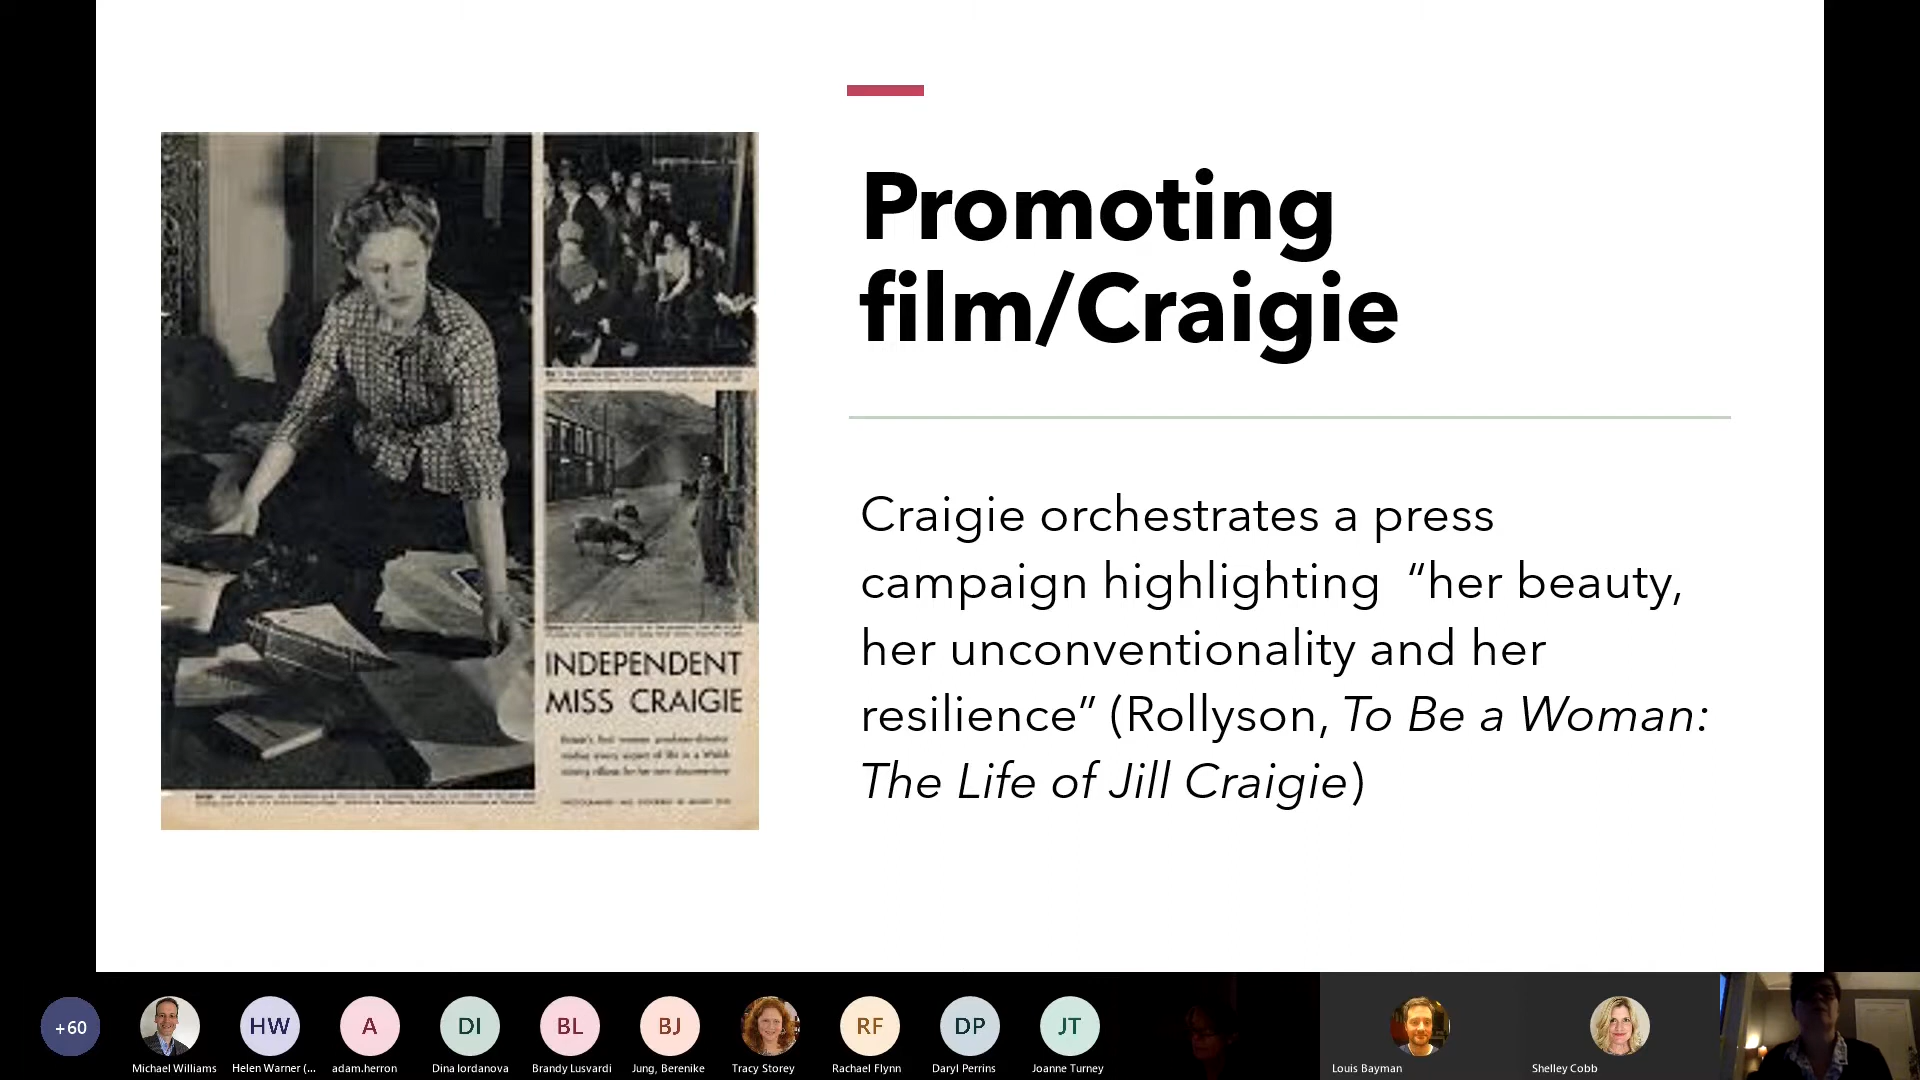 Promoting
film/Craigie
Craigie orchestrates a press
campaign highlighting “her beauty,
her unconventionality and her
resilience” (Rollyson, To Be a Woman:
The Life of Jill Craigie)
INDEPENDENT
MISS CRAIGIE
+60
HW
A
DI
BL
BJ
RF
DP
JT
Michael Williams
Helen Warner (...
adam.herron
Dina Iordanova
Brandy Lusvardi
Jung, Berenike
Tracy Storey
Rachael Flynn
Daryl Perrins
Joanne Turney
Louis Bayman
Shelley Cobb